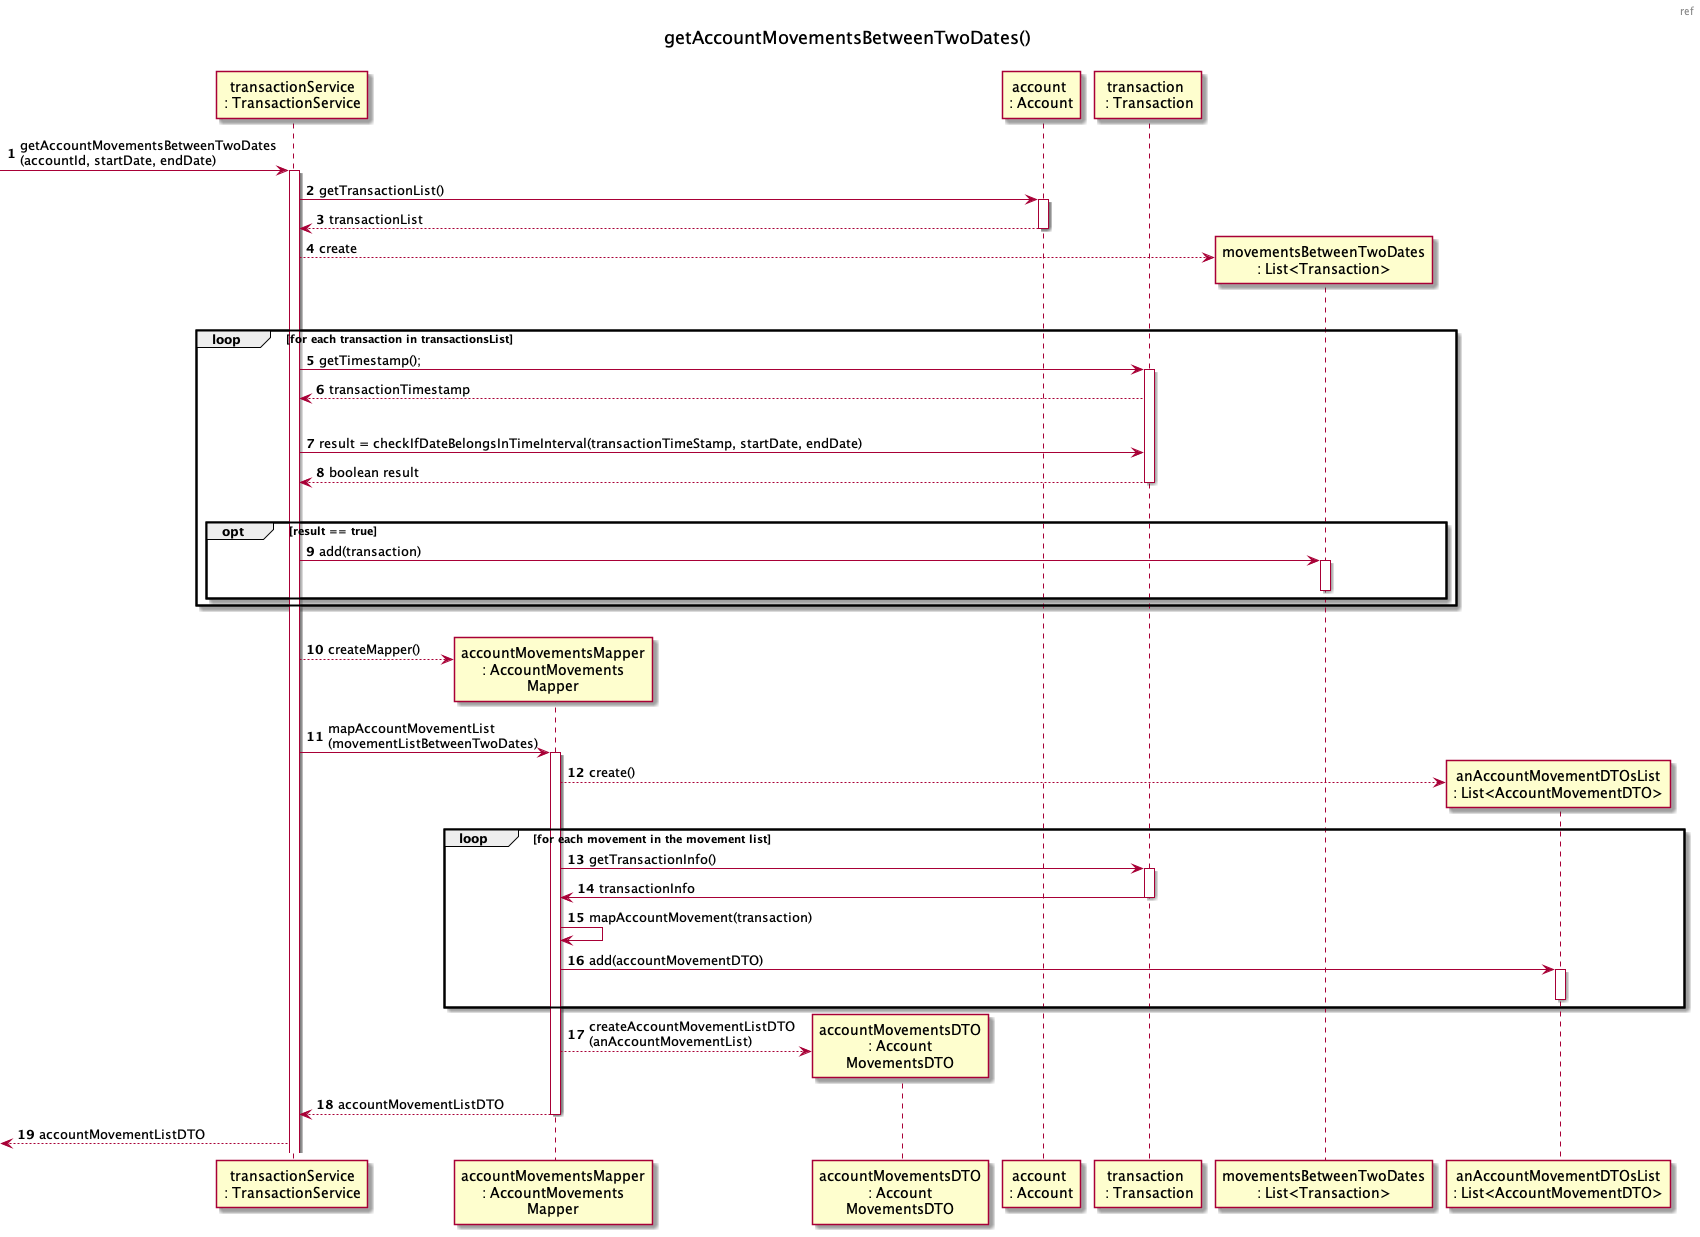 ref
getAccountMovementsBetweenTwoDates()
transactionService
: TransactionService
account
: Account
transaction
: Transaction
1 getAccountMovementsBetweenTwoDates
(accountId, startDate, endDate)
2 getTransactionList()
3 transactionList
4 create
movementsBetweenTwoDates
: List<Transaction>
loop [for each transaction in transactionsList]
5 getTimestamp();
6 transactionTimestamp
7 result = checkIfDateBelongsInTimeInterval(transactionTimeStamp, startDate, endDate)
8 boolean result
opt [result == true]
9 add(transaction)
10 createMapper()
accountMovementsMapper
: AccountMovements
Mapper
11 mapAccountMovementList
(movementListBetweenTwoDates)
12 create()
anAccountMovementDTOsList
: List<AccountMovementDTO>
loop [for each movement in the movement list]
13 getTransactionInfo()
14 transactionInfo
15 mapAccountMovement(transaction)
16 add(accountMovementDTO)
17 createAccountMovementListDTO
(anAccountMovementList)
accountMovementsDTO
: Account
MovementsDTO
18 accountMovementListDTO
19 accountMovementListDTO
transactionService
: TransactionService
accountMovementsMapper
: AccountMovements
Mapper
accountMovementsDTO
: Account
MovementsDTO
account
: Account
transaction
: Transaction
movementsBetweenTwoDates
: List<Transaction>
anAccountMovementDTOsList
: List<AccountMovementDTO>